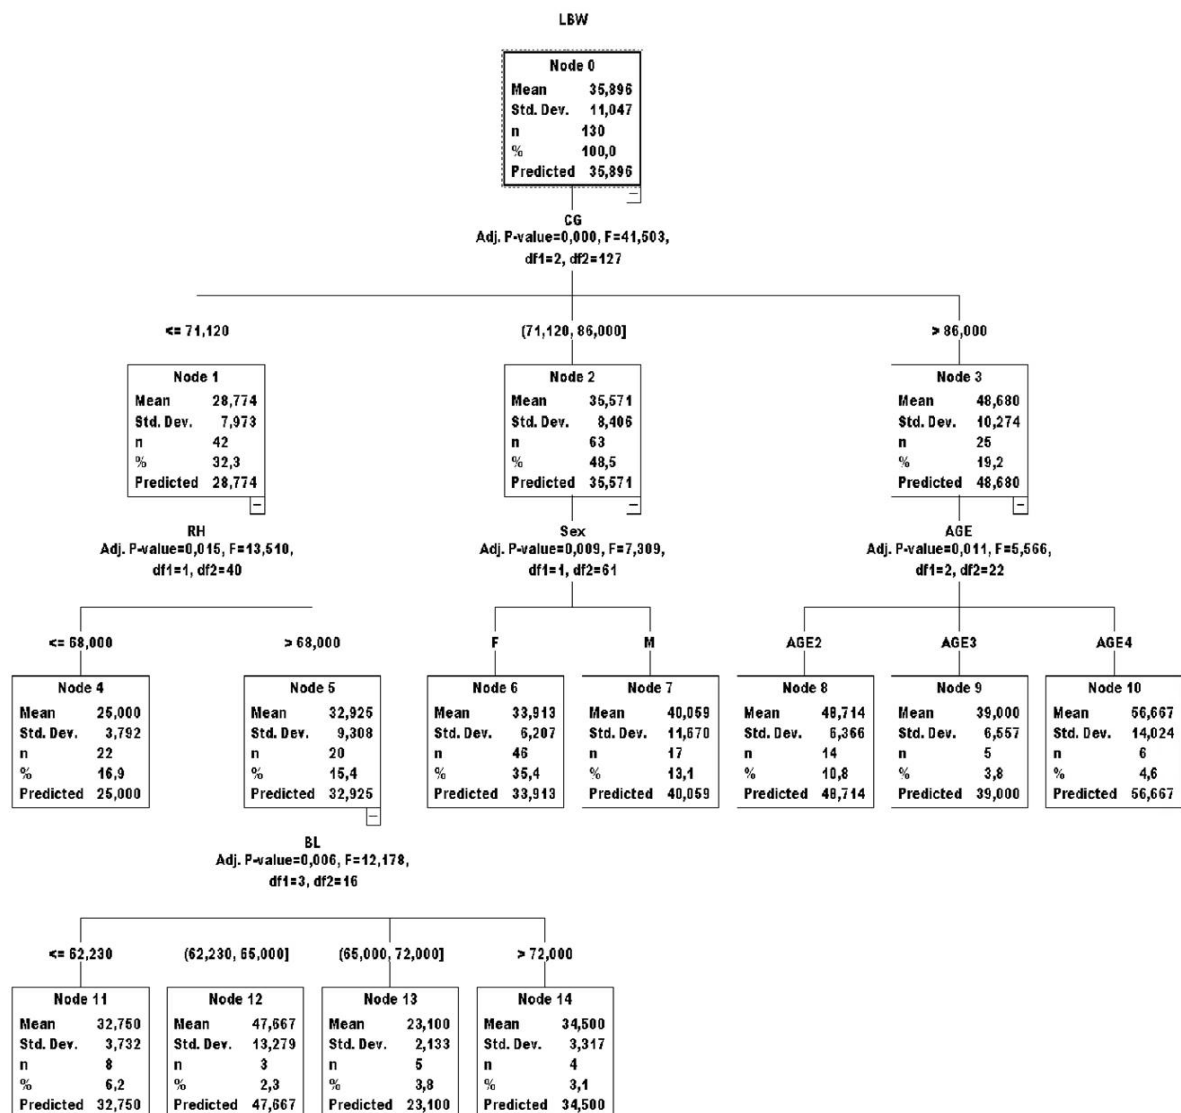 LBW
Node 0
Mean 35,896
Std. Dev. 11,047
n 130
% 100,0
Predicted 35,896
CG
Adj. P-value=0,000, F=41,503,
df1=2, df2=127
<= 71,120
(71,120, 86,000]
> 86,000
Node 1
Mean 28,774
Std. Dev. 7,973
n 42
% 32,3
Predicted 28,774
Node 2
Mean 35,571
Std. Dev. 8,406
n 63
% 48,5
Predicted 35,571
Node 3
Mean 48,680
Std. Dev. 10,274
n 25
% 19,2
Predicted 48,680
RH
Adj. P-value=0,015, F=13,510,
df1=1, df2=40
Sex
Adj. P-value=0,009, F=7,309,
df1=1, df2=61
AGE
Adj. P-value=0,011, F=5,566,
df1=2, df2=22
<= 68,000
> 68,000
F
M
AGE2
AGE3
AGE4
Node 4
Mean 25,000
Std. Dev. 3,792
n 22
% 16,9
Predicted 25,000
Node 5
Mean 32,925
Std. Dev. 9,308
n 20
% 15,4
Predicted 32,925
Node 6
Mean 33,913
Std. Dev. 6,207
n 46
% 35,4
Predicted 33,913
Node 7
Mean 40,059
Std. Dev. 11,670
n 17
% 13,1
Predicted 40,059
Node 8
Mean 48,714
Std. Dev. 6,366
n 14
% 10,8
Predicted 48,714
Node 9
Mean 39,000
Std. Dev. 6,557
n 5
% 3,8
Predicted 39,000
Node 10
Mean 56,667
Std. Dev. 14,024
n 6
% 4,6
Predicted 56,667
BL
Adj. P-value=0,006, F=12,178,
df1=3, df2=16
<= 62,230
(62,230, 65,000]
(65,000, 72,000]
> 72,000
Node 11
Mean 32,750
Std. Dev. 3,732
n 8
% 6,2
Predicted 32,750
Node 12
Mean 47,667
Std. Dev. 13,279
n 3
% 2,3
Predicted 47,667
Node 13
Mean 23,100
Std. Dev. 2,133
n 5
% 3,8
Predicted 23,100
Node 14
Mean 34,500
Std. Dev. 3,317
n 4
% 3,1
Predicted 34,500